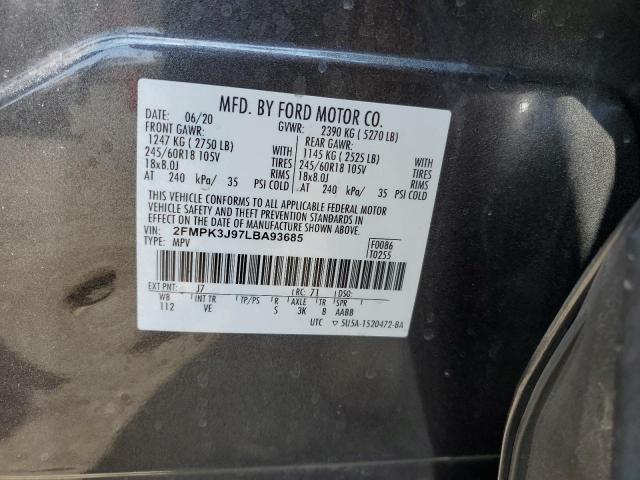 MFD. BY FORD MOTOR CO.
DATE: 06/20 GVWR: 2390 KG ( 5270 LB)
FRONT GAWR: REAR GAWR:
1247 KG ( 2750 LB) WITH 1145 KG ( 2525 LB) WITH
245/60R18 105V TIRES 245/60R18 105V TIRES
18x8.0J RIMS 18x8.0J RIMS
AT 240 kPa/ 35 PSI COLD AT 240 kPa/ 35 PSI COLD
THIS VEHICLE CONFORMS TO ALL APPLICABLE FEDERAL MOTOR
VEHICLE SAFETY AND THEFT PREVENTION STANDARDS IN
EFFECT ON THE DATE OF MANUFACTURE SHOWN ABOVE.
VIN: 2FMPK3J97LBA93685 F0086
TYPE: MPV T0255
EXT PNT: J7 RC: 71 DSO:
WB INT TR TP/PS R AXLE TR SPR
112 VE S 3K 8 AABB
UTC 5U5A-1520472-BA